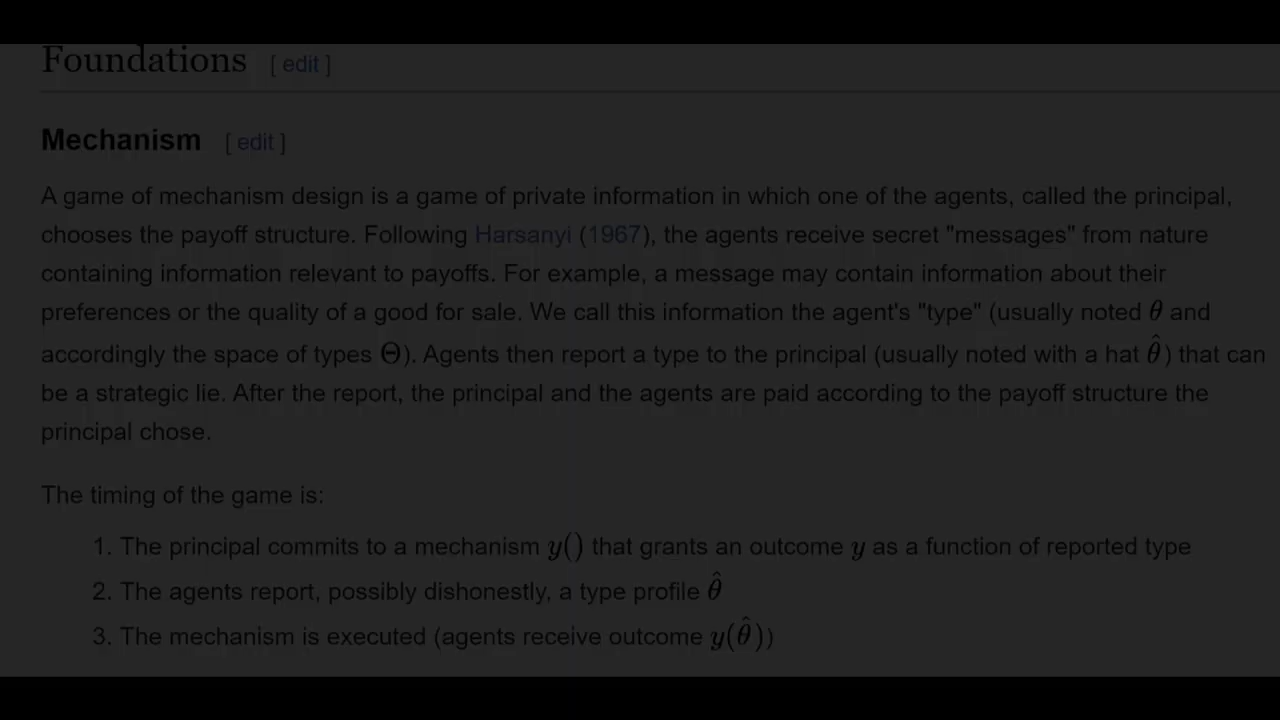 Foundations [ edit ]
Mechanism [ edit ]
A game of mechanism design is a game of private information in which one of the agents, called the principal,
chooses the payoff structure. Following Harsanyi (1967), the agents receive secret "messages" from nature
containing information relevant to payoffs. For example, a message may contain information about their
preferences or the quality of a good for sale. We call this information the agent's "type" (usually noted θ and
accordingly the space of types Θ). Agents then report a type to the principal (usually noted with a hat θ̂) that can
be a strategic lie. After the report, the principal and the agents are paid according to the payoff structure the
principal chose.
The timing of the game is:
1. The principal commits to a mechanism y() that grants an outcome y as a function of reported type
2. The agents report, possibly dishonestly, a type profile θ̂
3. The mechanism is executed (agents receive outcome y(θ̂))